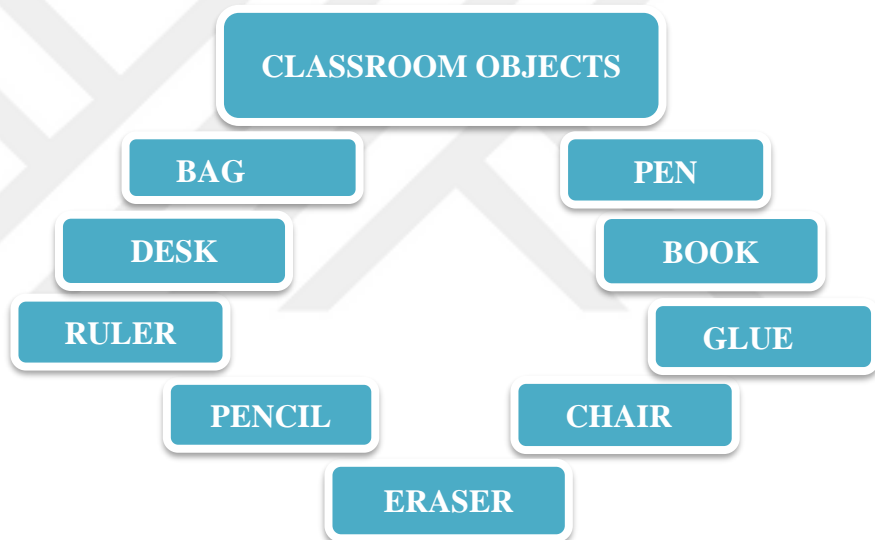 CLASSROOM OBJECTS
BAG
PEN
DESK
BOOK
RULER
GLUE
PENCIL
CHAIR
ERASER